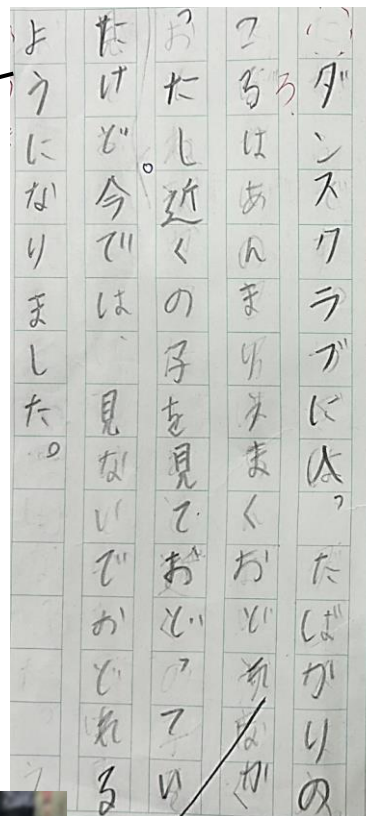 ダンスクラブに入ったばがりの
こるはあんまりうまくおどれなか
ったし近くの子を見ておどってい
たけど今では見ないでおどれる
ようになりました。